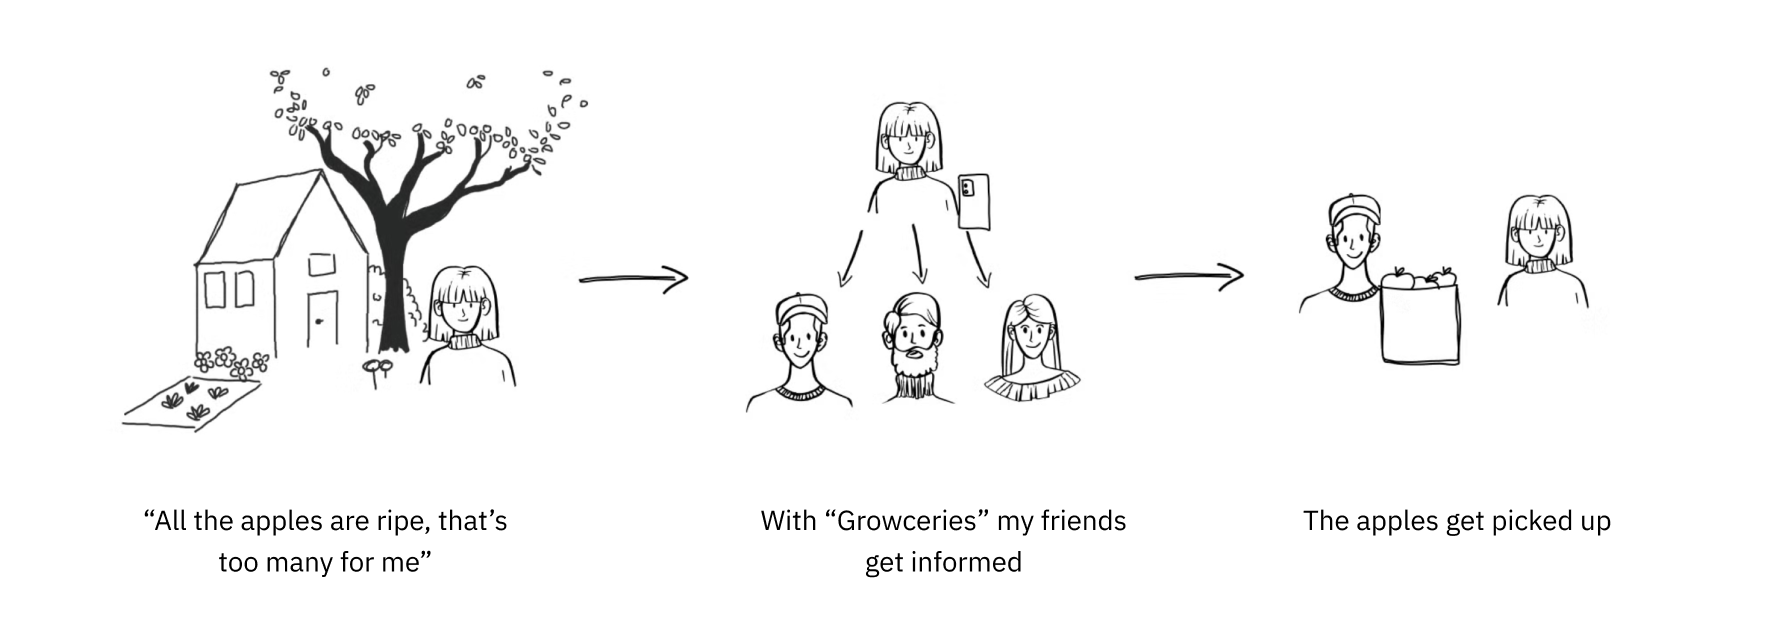 “All the apples are ripe, that’s
too many for me”
With “Growceries” my friends
get informed
The apples get picked up